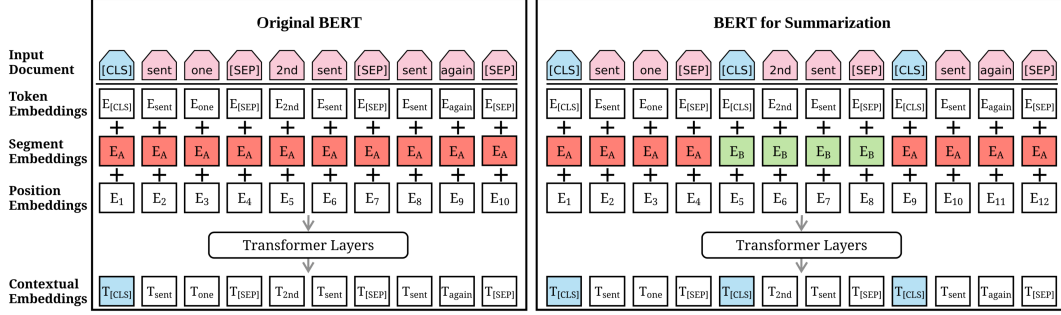 Original BERT
BERT for Summarization
Input Document [CLS] sent one [SEP] 2nd sent [SEP] sent again [SEP] [CLS] sent one [SEP] [CLS] 2nd sent [SEP] [CLS] sent again [SEP]
Token Embeddings E[CLS] Esent Eone E[SEP] E2nd Esent E[SEP] Esent Eagain E[SEP] E[CLS] Esent Eone E[SEP] E[CLS] E2nd Esent E[SEP] E[CLS] Esent Eagain E[SEP]
+ + + + + + + + + + + + + + + + + + + + + +
Segment Embeddings EA EA EA EA EA EA EA EA EA EA EA EA EA EA EB EB EB EB EA EA EA EA
+ + + + + + + + + + + + + + + + + + + + + +
Position Embeddings E1 E2 E3 E4 E5 E6 E7 E8 E9 E10 E1 E2 E3 E4 E5 E6 E7 E8 E9 E10 E11 E12
Transformer Layers
Transformer Layers
Contextual Embeddings T[CLS] Tsent Tone T[SEP] T2nd Tsent T[SEP] Tsent Tagain T[SEP] T[CLS] Tsent Tone T[SEP] T[CLS] T2nd Tsent T[SEP] T[CLS] Tsent Tagain T[SEP]